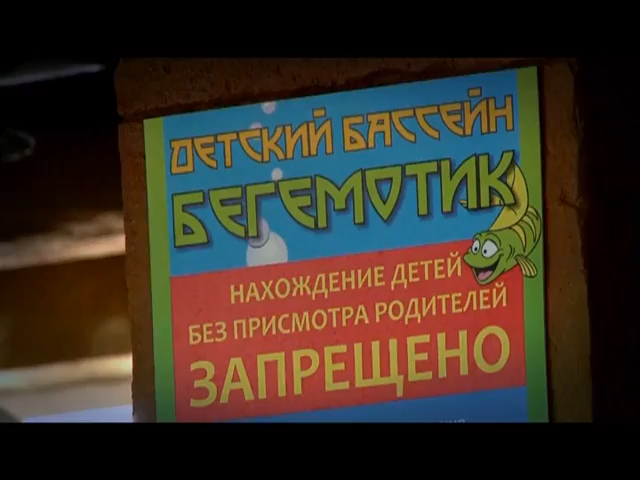 ДЕТСКИЙ БАССЕЙН
БЕГЕМОТИК
НАХОЖДЕНИЕ ДЕТЕЙ
БЕЗ ПРИСМОТРА РОДИТЕЛЕЙ
ЗАПРЕЩЕНО